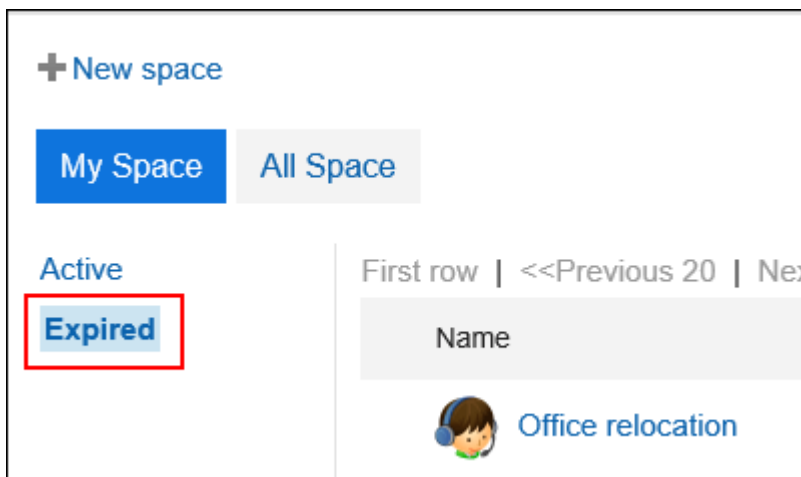 New space
My Space All Space
Active
First row | <<Previous 20 |
Expired
Name
Office relocation